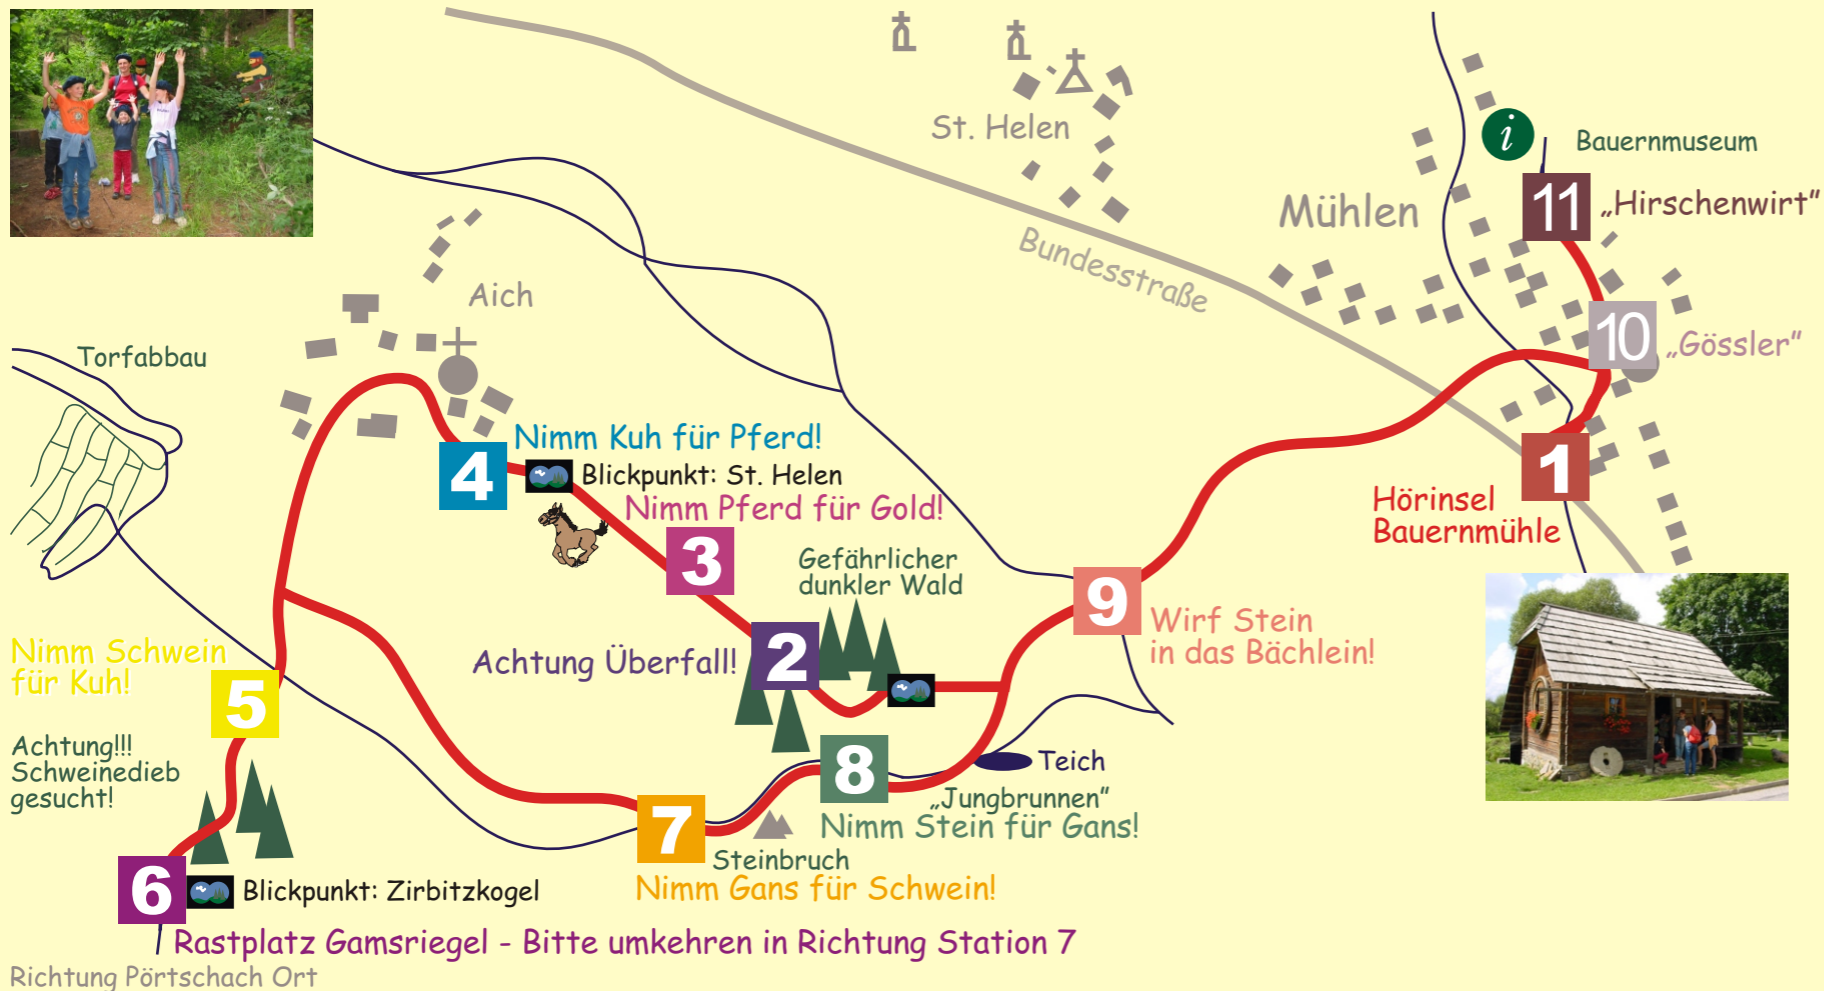 St. Helen
Bauernmuseum
Mühlen
11
„Hirschenwirt”
Bundesstraße
Aich
10
„Gössler”
Torfabbau
4
Nimm Kuh für Pferd!
Blickpunkt: St. Helen
Nimm Pferd für Gold!
3
1
Hörinsel
Bauernmühle
Gefährlicher
dunkler Wald
9
Wirf Stein
in das Bächlein!
Achtung Überfall!
2
Nimm Schwein
für Kuh!
5
Achtung!!!
Schweinedieb
gesucht!
8
Teich
„Jungbrunnen”
Nimm Stein für Gans!
7
Steinbruch
Nimm Gans für Schwein!
6
Blickpunkt: Zirbitzkogel
Rastplatz Gamsriegel - Bitte umkehren in Richtung Station 7
Richtung Pörtschach Ort
i